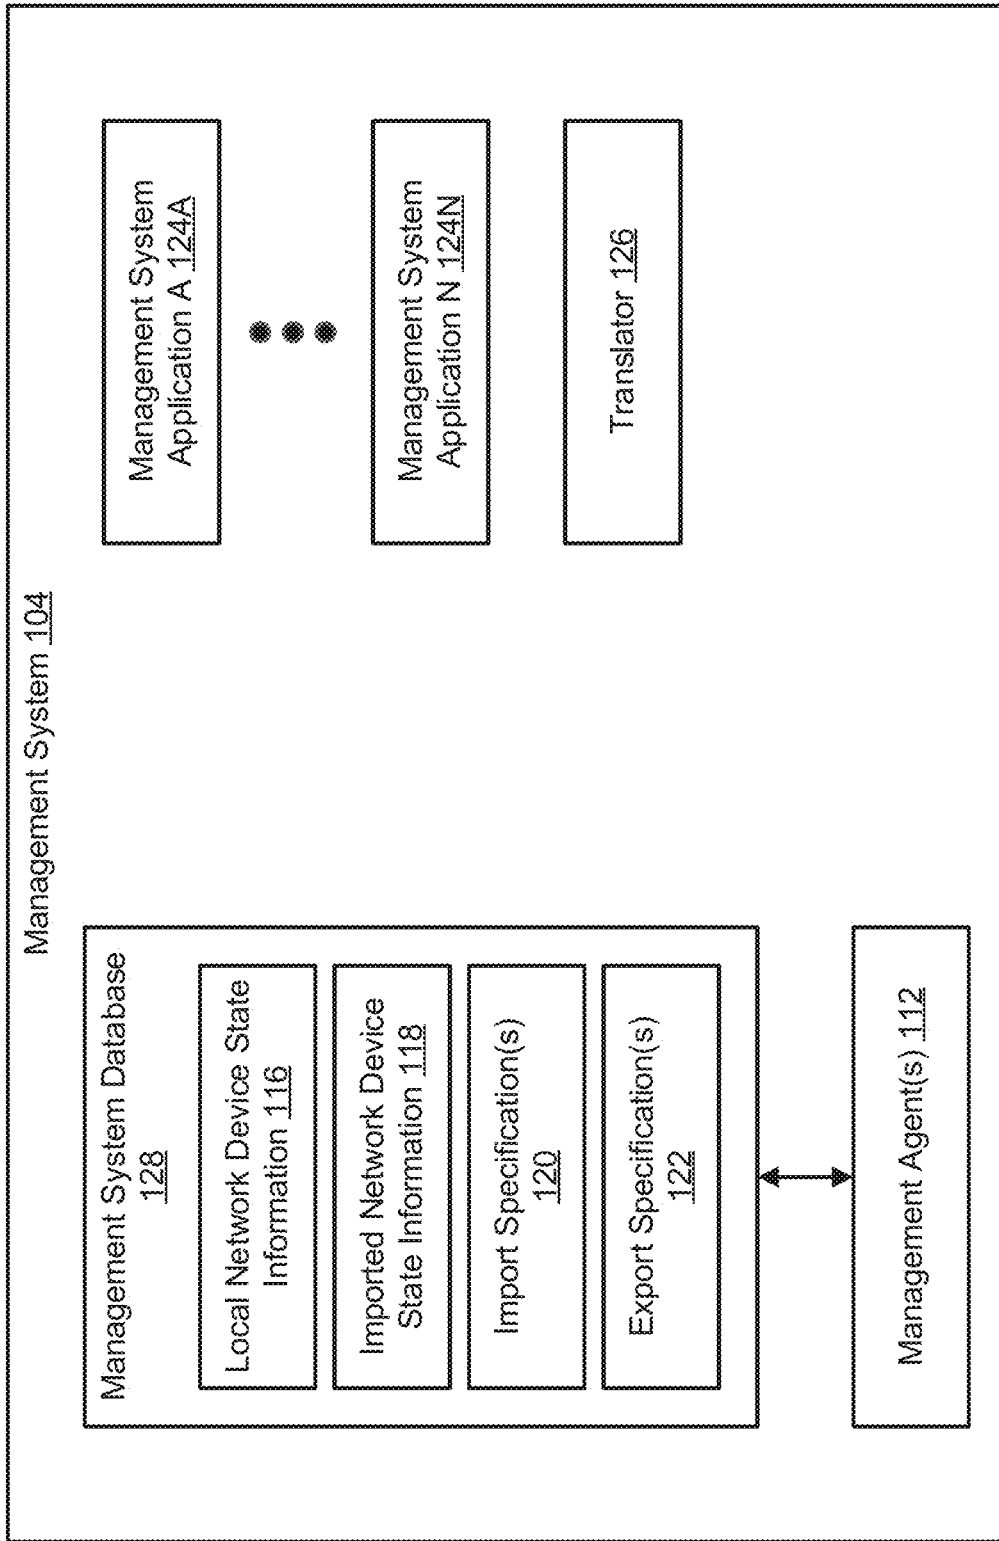 Management System 104
Management System Database
128
Local Network Device State
Information 116
Imported Network Device
State Information 118
Import Specification(s)
120
Export Specification(s)
122
Management Agent(s) 112
Management System
Application A 124A
Management System
Application N 124N
Translator 126